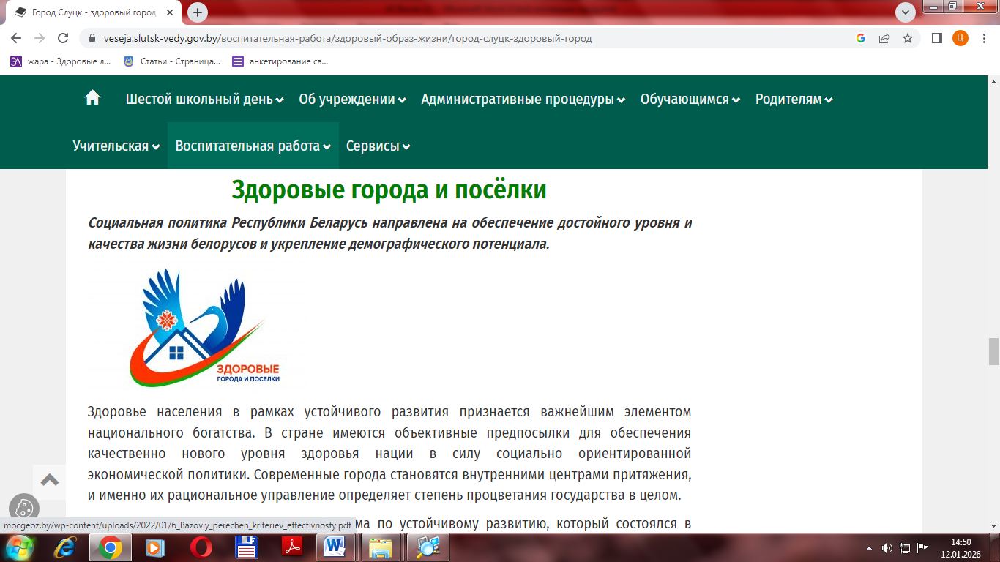 Город Слуцк - здоровый город
veseja.slutsk-vedy.gov.by/воспитательная-работа/здоровый-образ-жизни/город-слуцк-здоровый-город
Ц
жара - Здоровые л...
Статьи - Страница...
анкетирование са...
Шестой школьный день
Об учреждении
Административные процедуры
Обучающимся
Родителям
Учительская
Воспитательная работа
Сервисы
Здоровые города и посёлки
Социальная политика Республики Беларусь направлена на обеспечение достойного уровня и
качества жизни белорусов и укрепление демографического потенциала.
ЗДОРОВЫЕ
ГОРОДА И ПОСЕЛКИ
Здоровье населения в рамках устойчивого развития признается важнейшим элементом
национального богатства. В стране имеются объективные предпосылки для обеспечения
качественно нового уровня здоровья нации в силу социально ориентированной
экономической политики. Современные города становятся внутренними центрами притяжения,
и именно их рациональное управление определяет степень процветания государства в целом.
ма по устойчивому развитию, который состоялся в
mocgeoz.by/wp-content/uploads/2022/01/6_Bazoviy_perechen_kriteriev_effectivnosty.pdf
14:50
12.01.2026